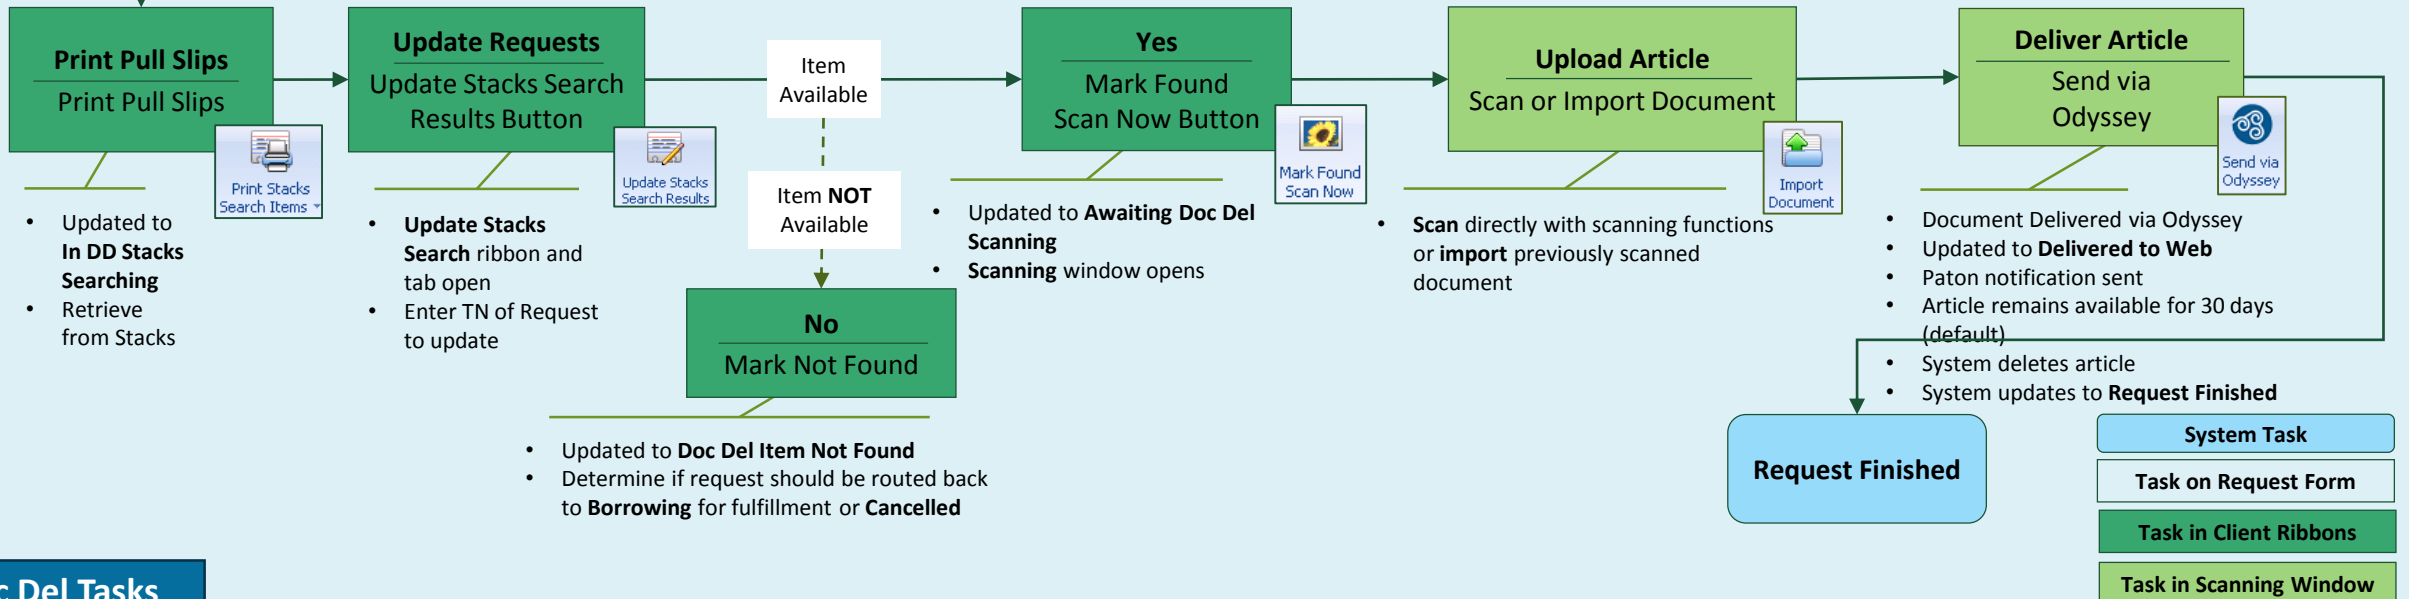 Print Pull Slips
Print Pull Slips
Print Stacks
Search Items
• Updated to
In DD Stacks
Searching
• Retrieve
from Stacks
Update Requests
Update Stacks Search
Results Button
Update Stacks
Search Results
• Update Stacks
Search ribbon and
tab open
• Enter TN of Request
to update
Item
Available
Item NOT
Available
No
Mark Not Found
• Updated to Doc Del Item Not Found
• Determine if request should be routed back
to Borrowing for fulfillment or Cancelled
Yes
Mark Found
Scan Now Button
Mark Found
Scan Now
• Updated to Awaiting Doc Del
Scanning
• Scanning window opens
Upload Article
Scan or Import Document
Import
Document
• Scan directly with scanning functions
or import previously scanned
document
Deliver Article
Send via
Odyssey
Send via
Odyssey
• Document Delivered via Odyssey
• Updated to Delivered to Web
• Paton notification sent
• Article remains available for 30 days
(default)
• System deletes article
• System updates to Request Finished
Request Finished
System Task
Task on Request Form
Task in Client Ribbons
Task in Scanning Window
c Del Tasks